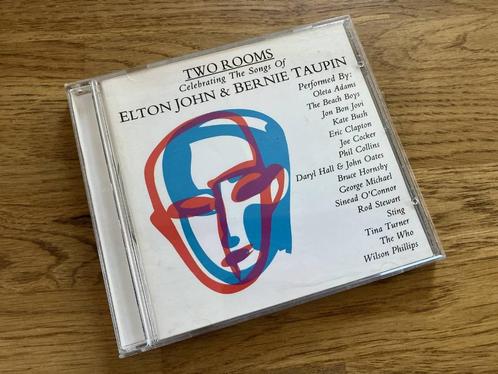 TWO ROOMS
Celebrating The Songs Of
ELTON JOHN & BERNIE TAUPIN
Performed By:
Oleta Adams
The Beach Boys
Jon Bon Jovi
Kate Bush
Eric Clapton
Joe Cocker
Phil Collins
Daryl Hall & John Oates
Bruce Hornsby
George Michael
Sinead O'Connor
Rod Stewart
Sting
Tina Turner
The Who
Wilson Phillips